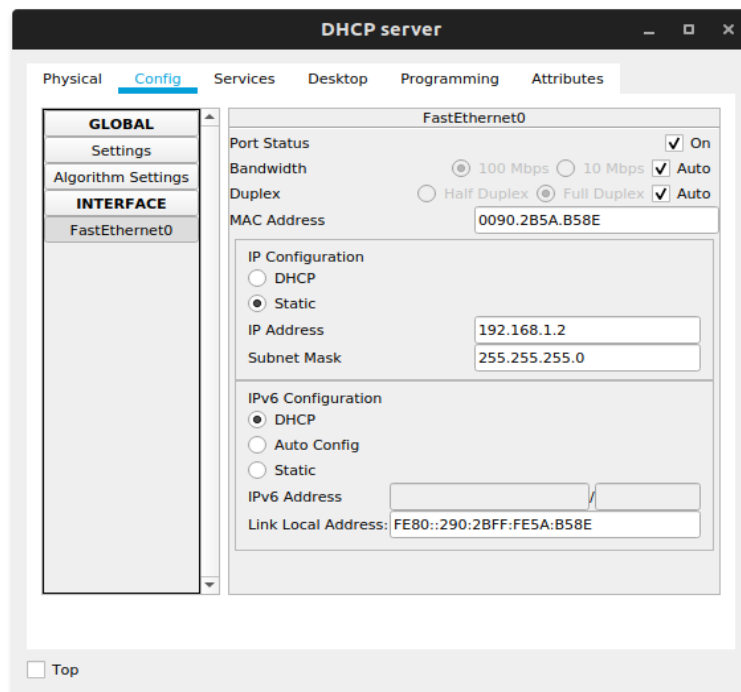 DHCP server
Physical Config Services Desktop Programming Attributes
GLOBAL
Settings
Algorithm Settings
INTERFACE
FastEthernet0
FastEthernet0
Port Status On
Bandwidth 100 Mbps 10 Mbps Auto
Duplex Half Duplex Full Duplex Auto
MAC Address 0090.2B5A.B58E
IP Configuration
DHCP
Static
IP Address 192.168.1.2
Subnet Mask 255.255.255.0
IPv6 Configuration
DHCP
Auto Config
Static
IPv6 Address /
Link Local Address: FE80::290:2BFF:FE5A:B58E
Top